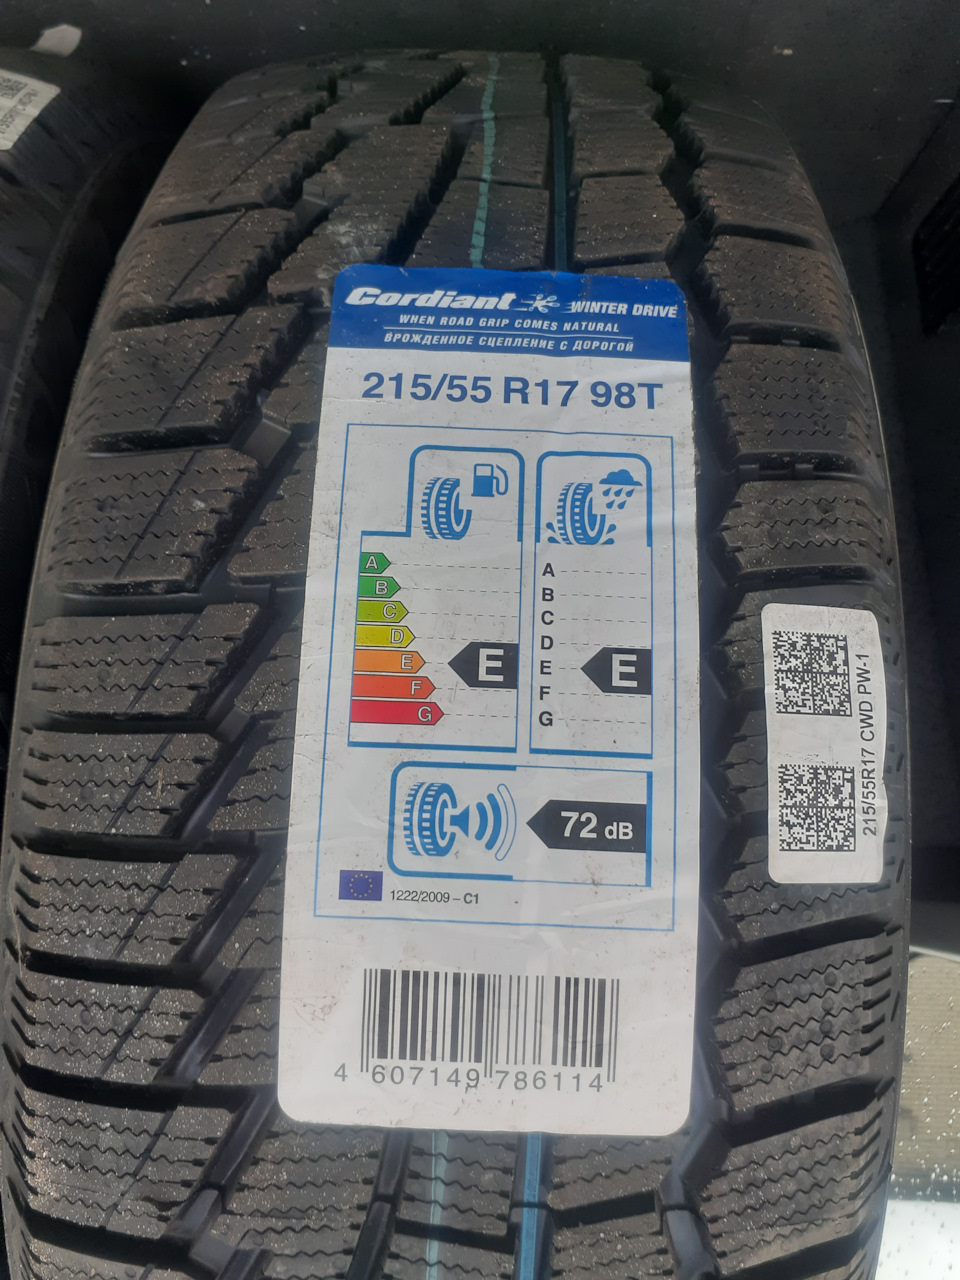 Cordiant WINTER DRIVE
WHEN ROAD GRIP COMES NATURAL
ВРОЖДЕННОЕ СЦЕПЛЕНИЕ С ДОРОГОЙ
215/55 R17 98T
A
B
C
D
E
F
G
E
A
B
C
D
E
F
G
E
72 dB
1222/2009 – C1
4 607149 786114
215/55R17 CWD PW-1